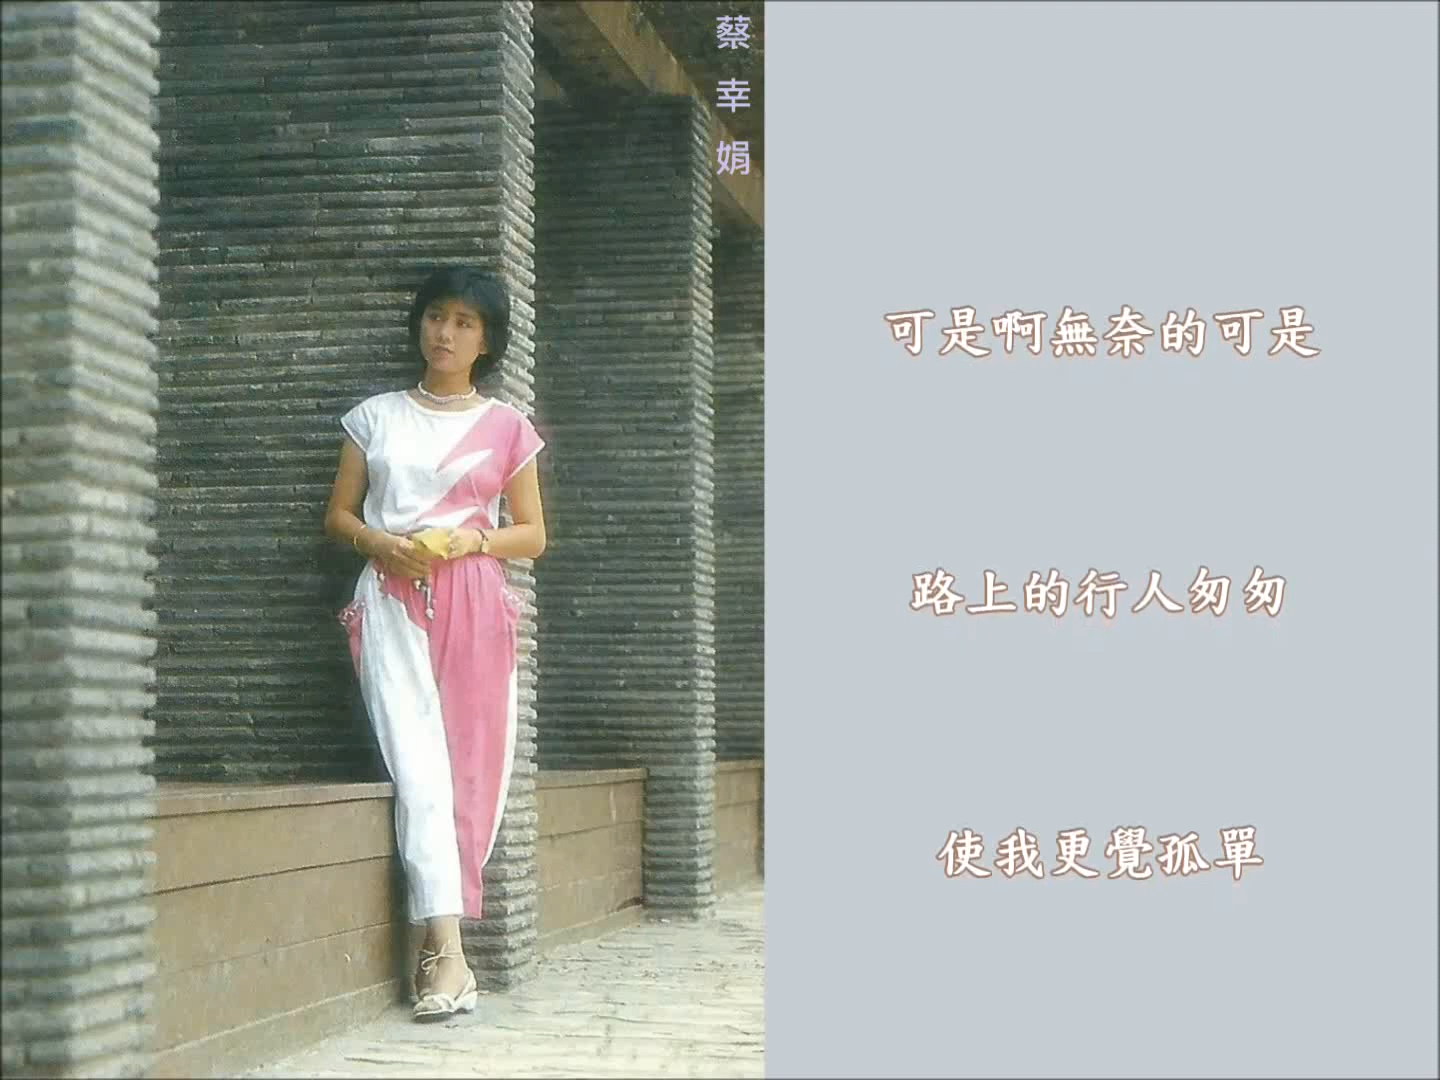 蔡幸娟
可是啊無奈的可是
路上的行人匆匆
使我更覺孤單